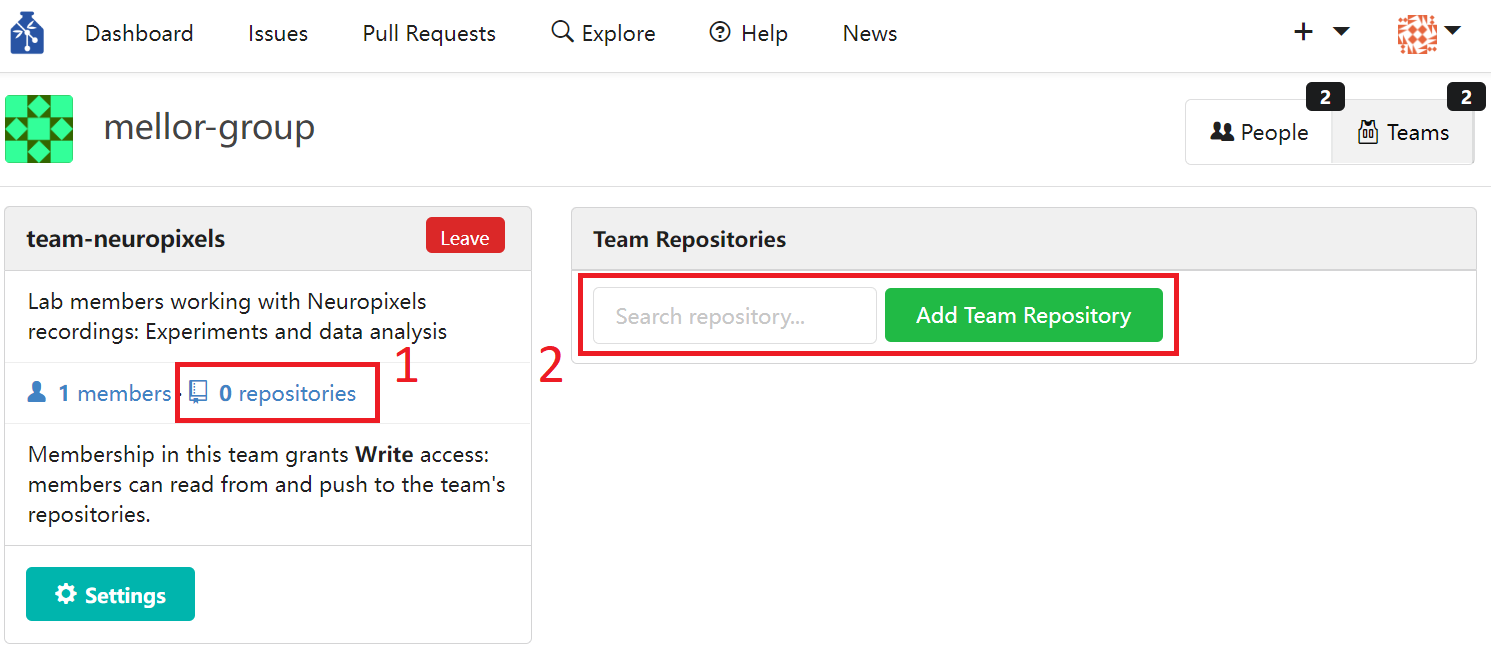 Dashboard Issues Pull Requests Explore Help News
mellor-group
2
People
2
Teams
team-neuropixels
Leave
Lab members working with Neuropixels
recordings: Experiments and data analysis
1 members · 0 repositories
1
Membership in this team grants Write access:
members can read from and push to the team's
repositories.
Settings
Team Repositories
Search repository...
Add Team Repository
2